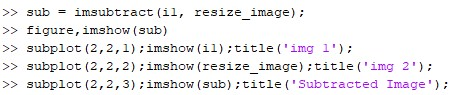 >> sub = imsubtract(i1, resize_image);
>> figure,imshow(sub)
>> subplot(2,2,1);imshow(i1);title('img 1');
>> subplot(2,2,2);imshow(resize_image);title('img 2');
>> subplot(2,2,3);imshow(sub);title('Subtracted Image');